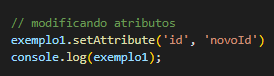 // modificando atributos
exemplo1.setAttribute('id', 'novoId')
console.log(exemplo1);